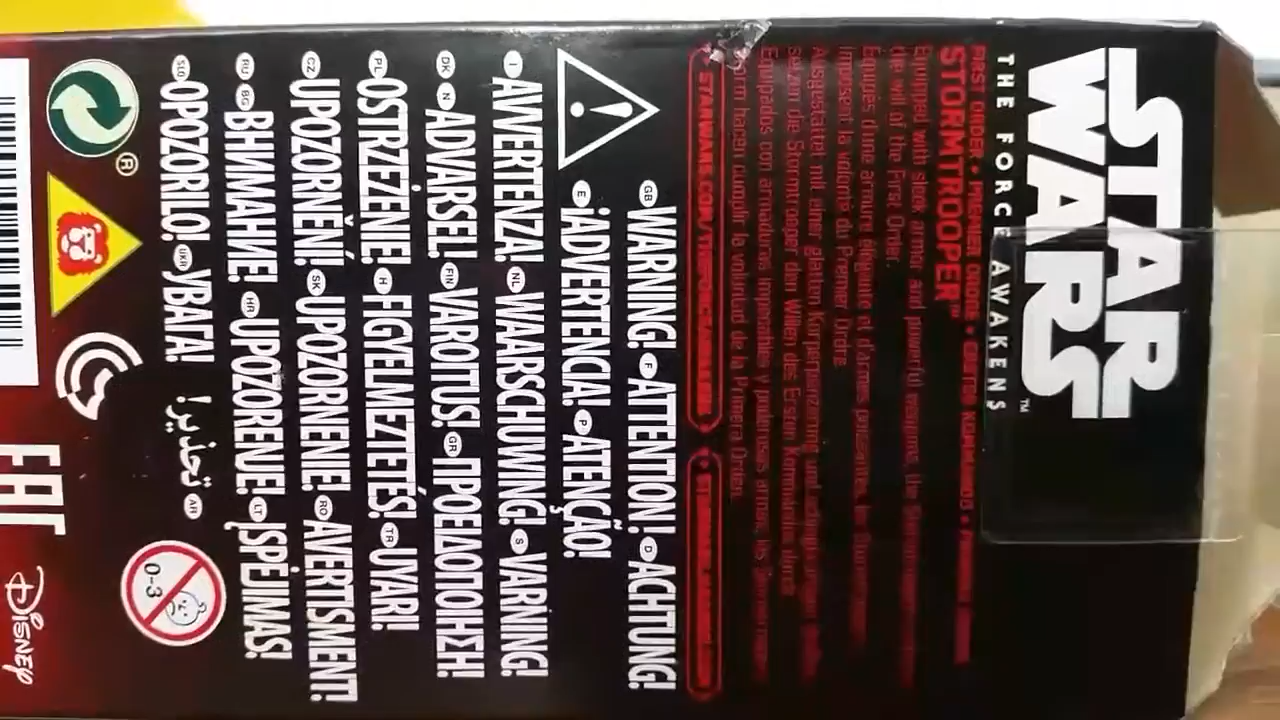 STAR
WARS™
THE FORCE AWAKENS
FIRST ORDER • PREMIER ORDRE •
STORMTROOPER™
Equipped with sleek armor and powerful weapons, the
the will of the First Order.
Équipés d'une armure élégante et d'armes puissantes, les
imposent la volonté du Premier Ordre.
Ausgestattet mit einer glatten Körperpanzerung und
setzen die Stormtrooper den Willen des Ersten
Equipados con armaduras impecables y poderosas armas, los
hacen cumplir la voluntad de la Primera Orden.
STARWARS.COM/THEFORCEAWAKENS
GB WARNING! F ATTENTION! D ACHTUNG!
E ¡ADVERTENCIA! P ATENÇÃO!
I AVVERTENZA! NL WAARSCHUWING! S VARNING!
DK N ADVARSEL! FIN VAROITUS! GR ΠΡΟΕΙΔΟΠΟΙΗΣΗ!
PL OSTRZEŻENIE! H FIGYELMEZTETÉS! TR UYARI!
CZ UPOZORNĚNÍ! SK UPOZORNENIE! RO AVERTISMENT!
RU BG ВНИМАНИЕ! HR UPOZORENJE! LT ĮSPĖJIMAS!
SLO OPOZORILO! UKR УВАГА! تحذير! AR
®
0-3
EAC
Disney